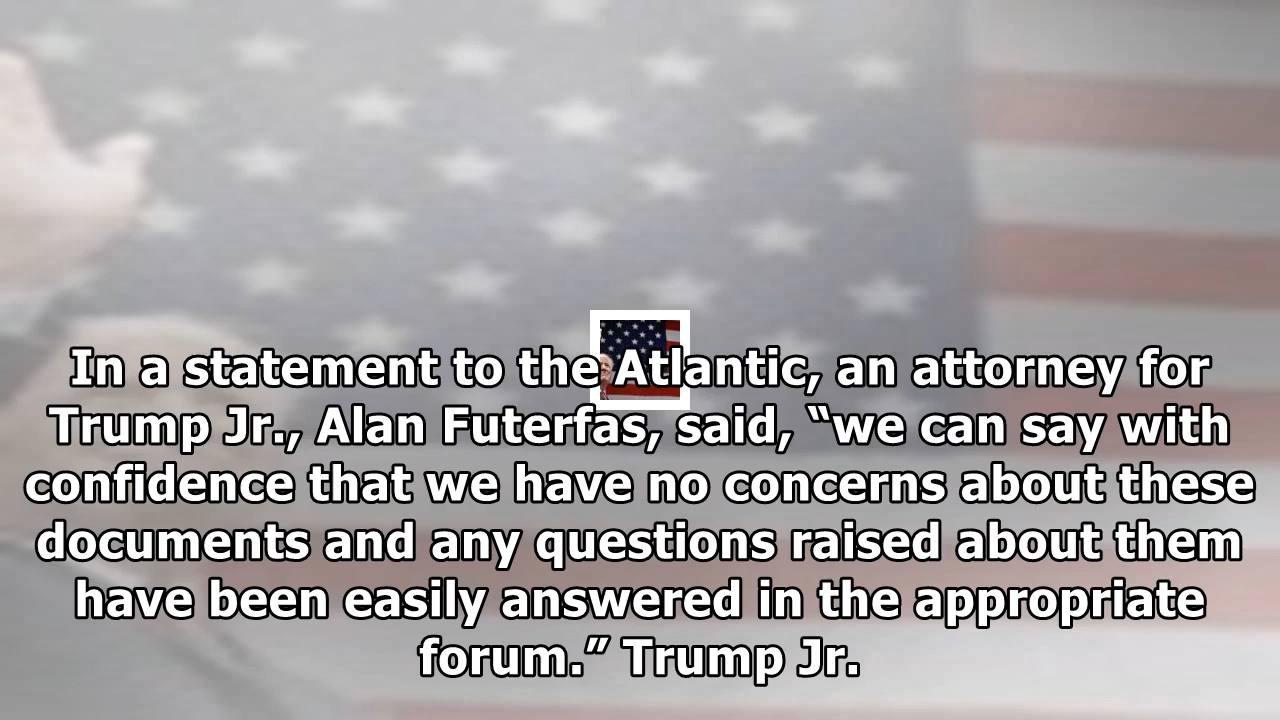 In a statement to the Atlantic, an attorney for
Trump Jr., Alan Futerfas, said, “we can say with
confidence that we have no concerns about these
documents and any questions raised about them
have been easily answered in the appropriate
forum.” Trump Jr.